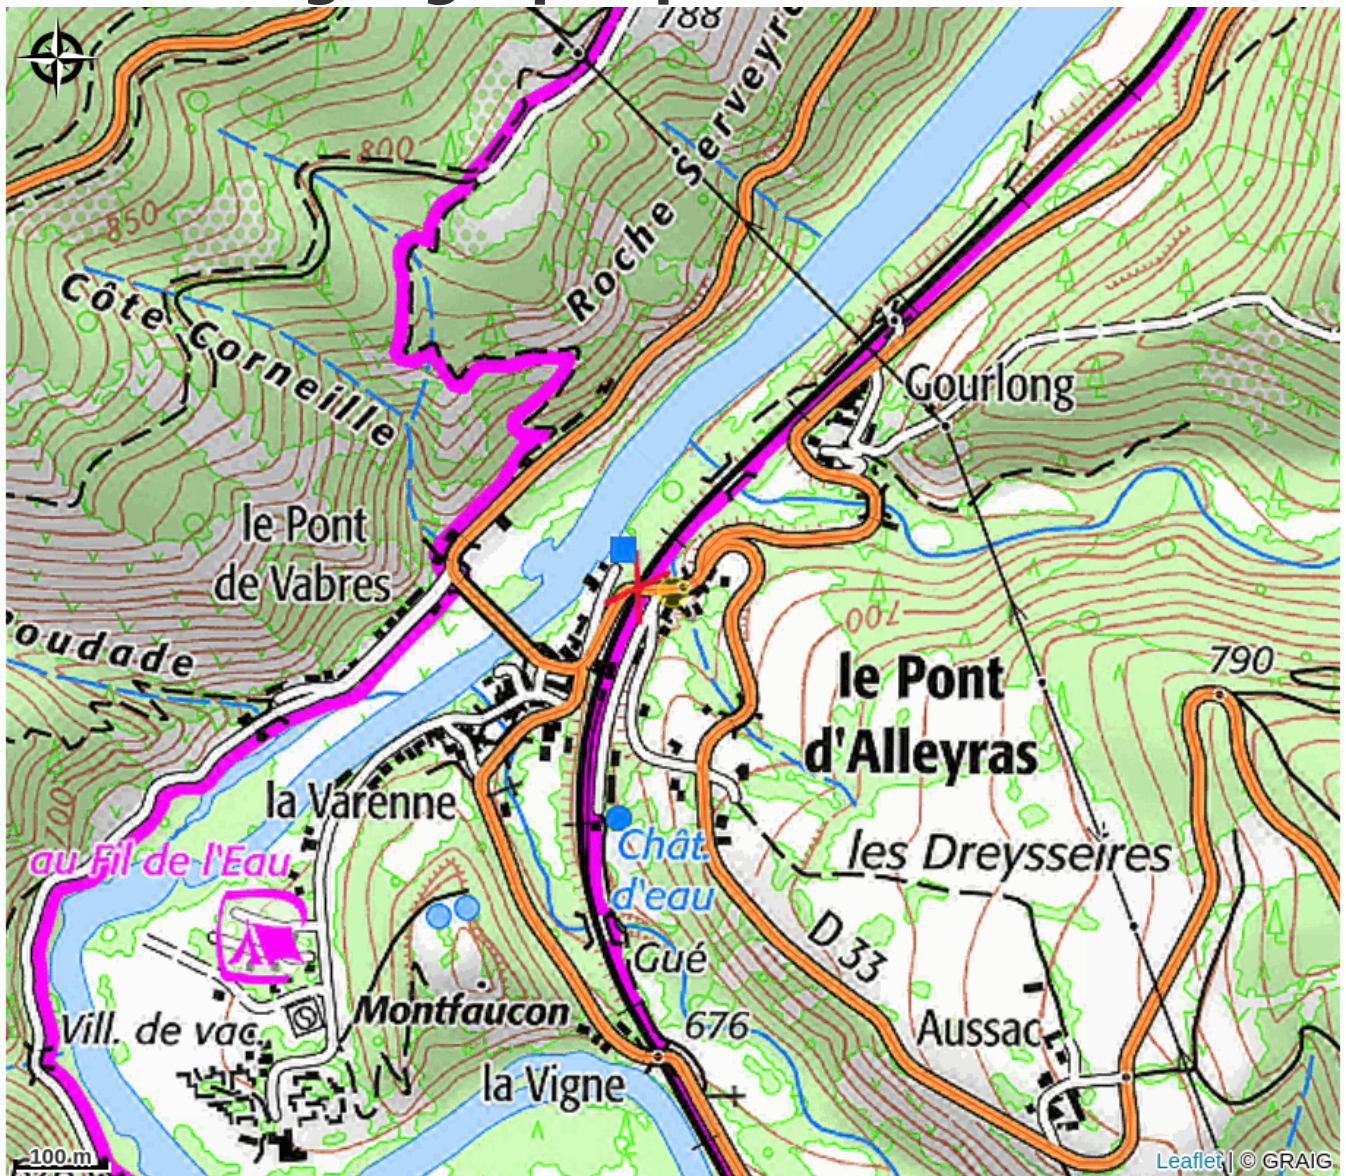 788
Roche Serveyre
800
850
Côte Corneille
Gourlong
le Pont
de Vabres
700
790
oudade
le Pont
d'Alleyras
la Varenne
700
au Fil de l'Eau
Chât.
d'eau
les Dreysseires
D 33
Gué
Montfaucon
676
Vill. de vac.
Aussac
la Vigne
100 m
Leaflet | © GRAIG